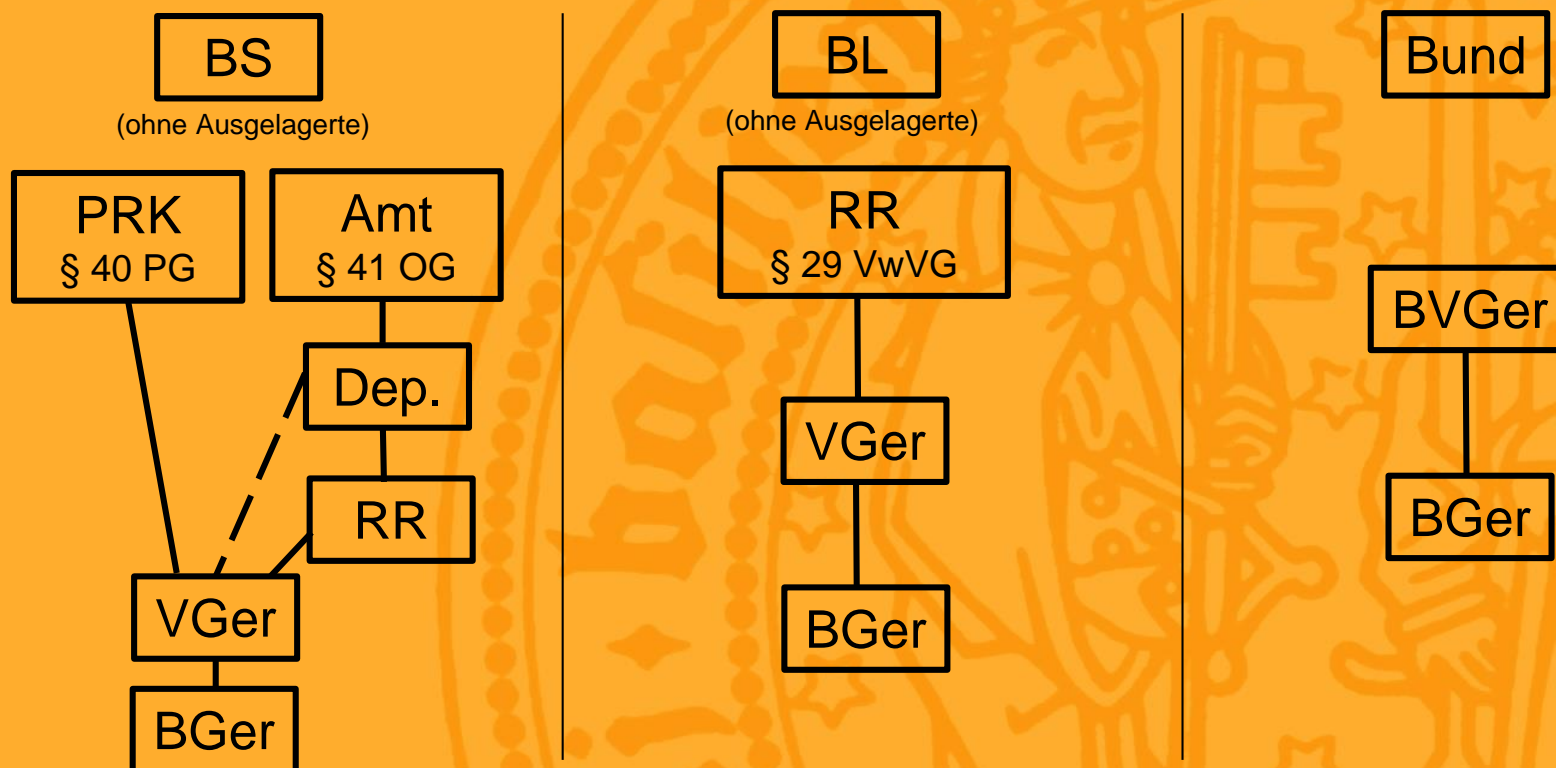 BS
(ohne Ausgelagerte)
PRK
§ 40 PG
Amt
§ 41 OG
Dep.
RR
VGer
BGer
BL
(ohne Ausgelagerte)
RR
§ 29 VwVG
VGer
BGer
Bund
BVGer
BGer